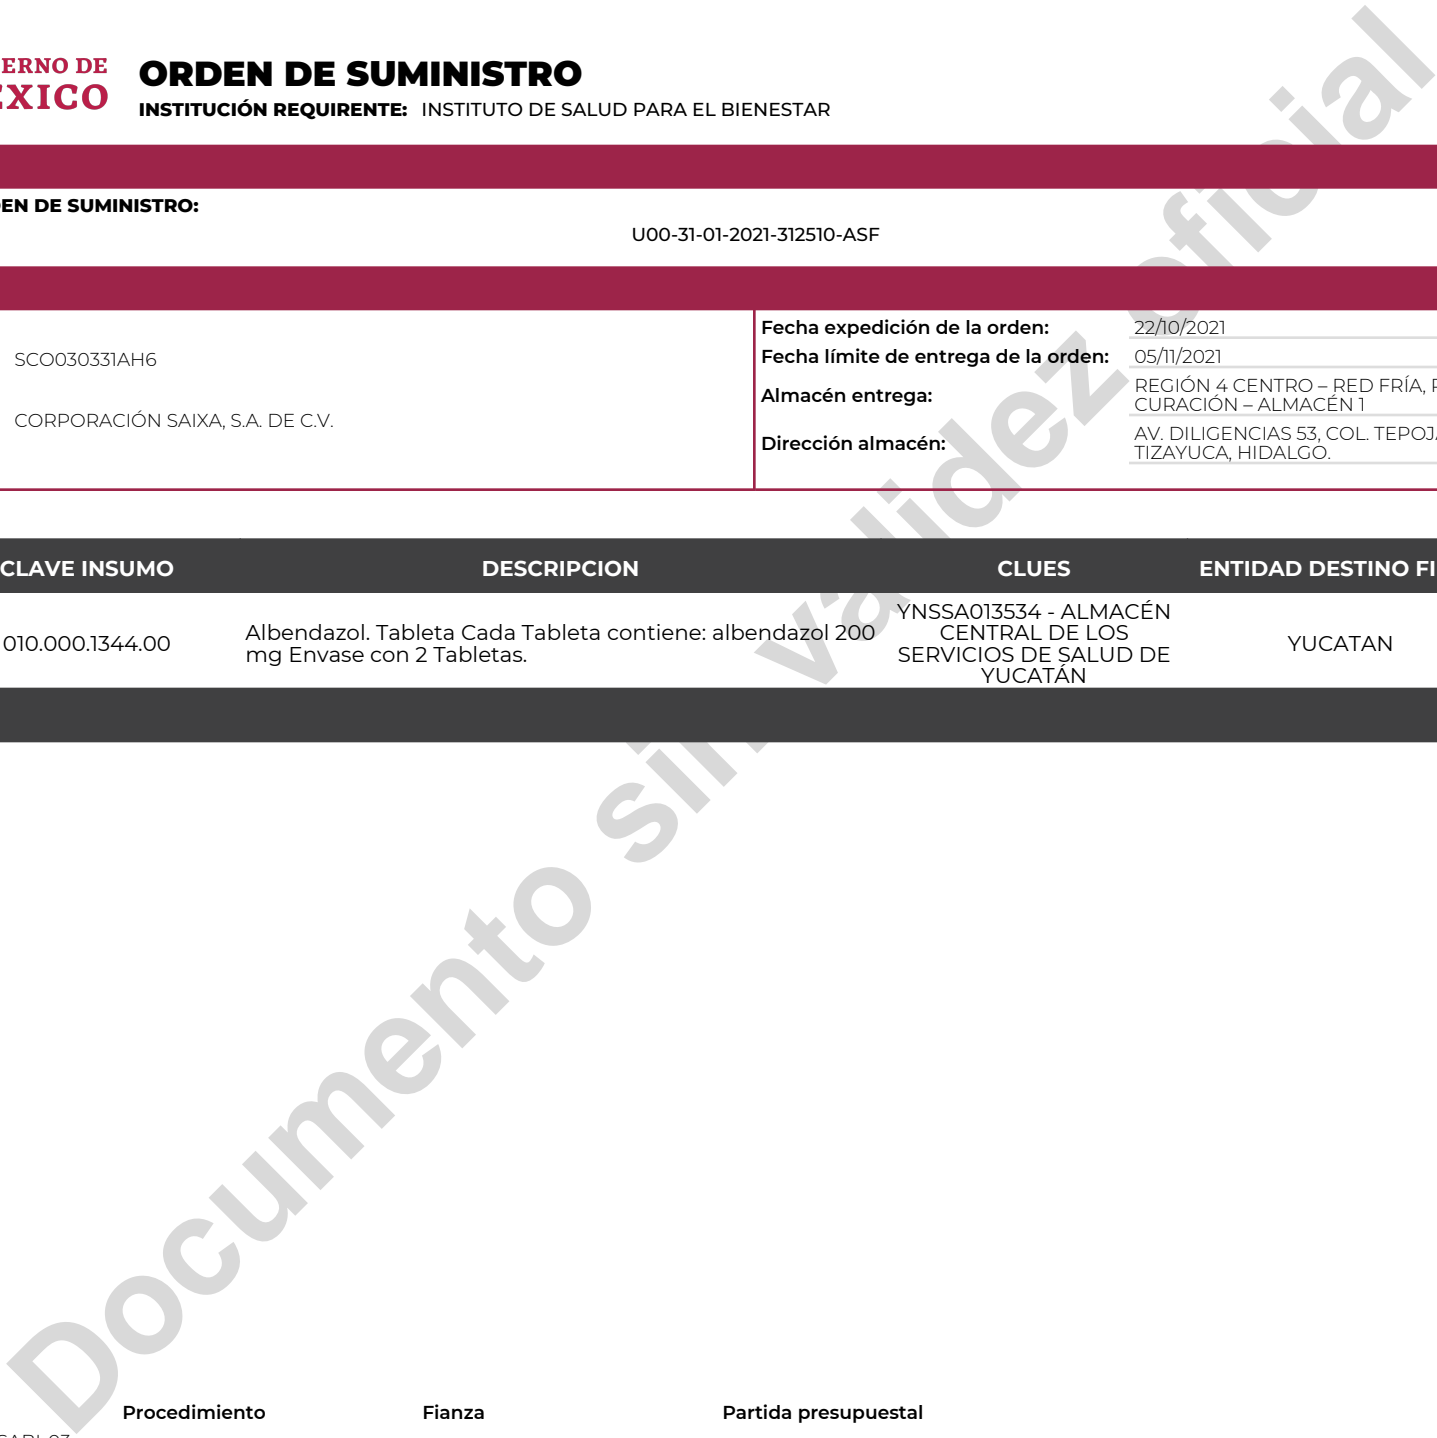 ERNO DE
ORDEN DE SUMINISTRO
XICO
INSTITUCIÓN REQUIRENTE: INSTITUTO DE SALUD PARA EL BIENESTAR
EN DE SUMINISTRO:
U00-31-01-2021-312510-ASF
Fecha expedición de la orden: 22/10/2021
SCO030331AH6
Fecha límite de entrega de la orden: 05/11/2021
Almacén entrega: REGIÓN 4 CENTRO – RED FRÍA,
CURACIÓN – ALMACÉN 1
CORPORACIÓN SAIXA, S.A. DE C.V.
Dirección almacén: AV. DILIGENCIAS 53, COL. TEPOJ
TIZAYUCA, HIDALGO.
CLAVE INSUMO DESCRIPCION CLUES ENTIDAD DESTINO FI
010.000.1344.00
Albendazol. Tableta Cada Tableta contiene: albendazol 200
mg Envase con 2 Tabletas.
YNSSA013534 - ALMACÉN
CENTRAL DE LOS
SERVICIOS DE SALUD DE
YUCATÁN
YUCATAN
Documento sin validez oficial
Procedimiento Fianza Partida presupuestal